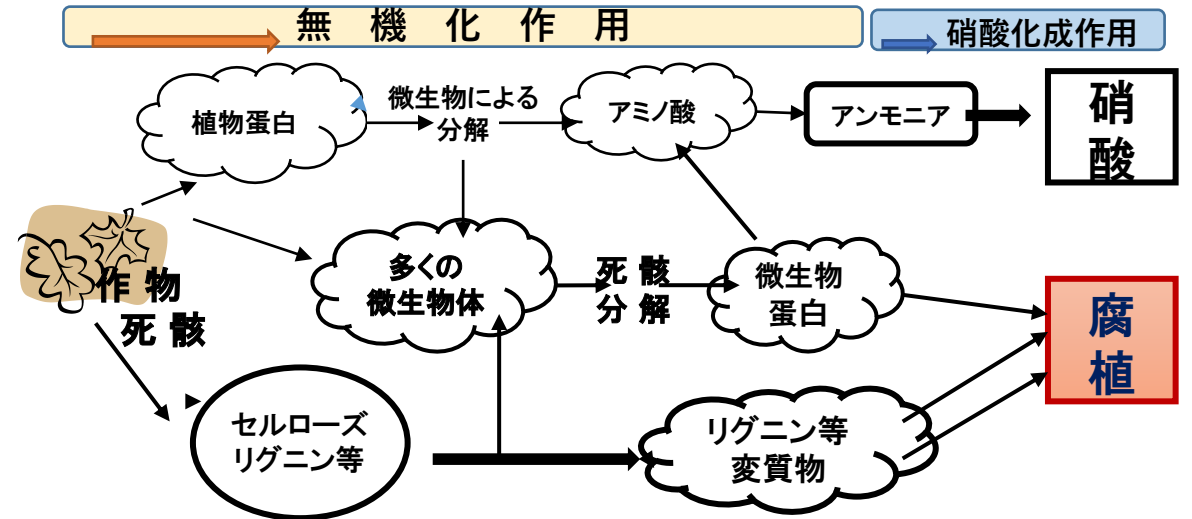 無機化作用
硝酸化成作用
植物蛋白
微生物による
分解
アミノ酸
アンモニア
硝
酸
作物
死骸
多くの
微生物体
死骸
分解
微生物
蛋白
腐
植
セルローズ
リグニン等
リグニン等
変質物